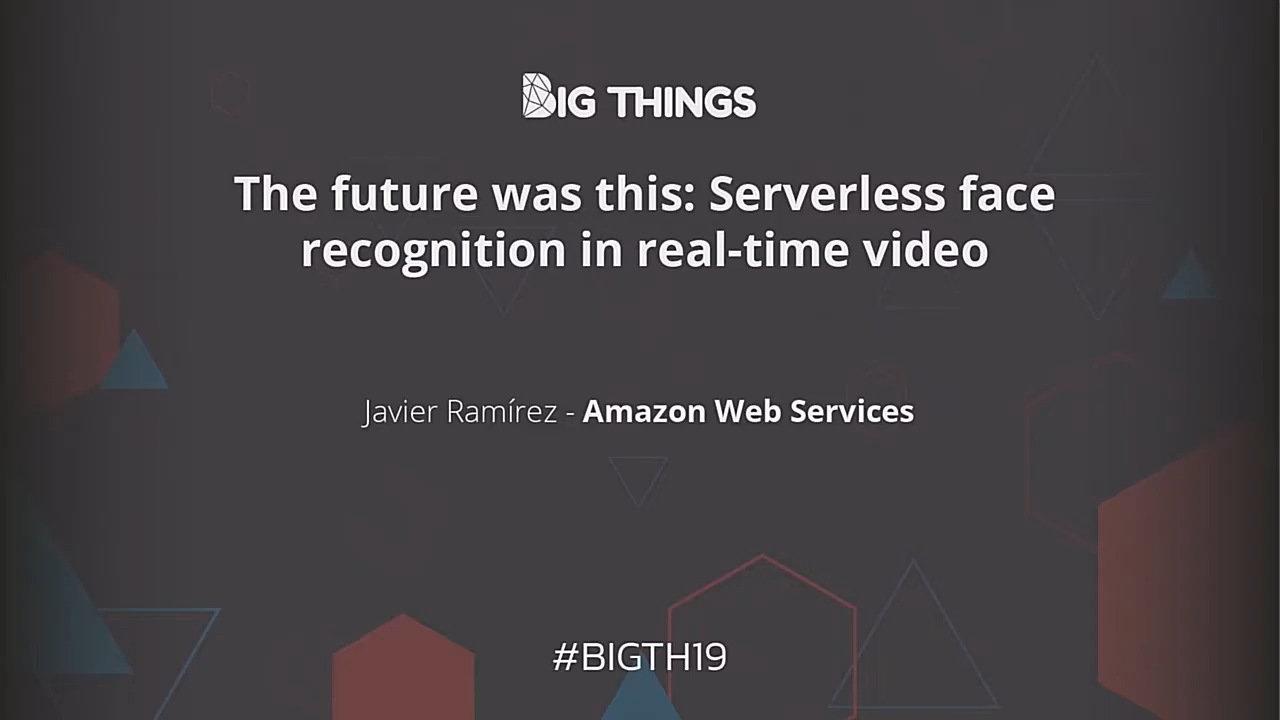 BIG THINGS
The future was this: Serverless face
recognition in real-time video
Javier Ramírez - Amazon Web Services
#BIGTH19